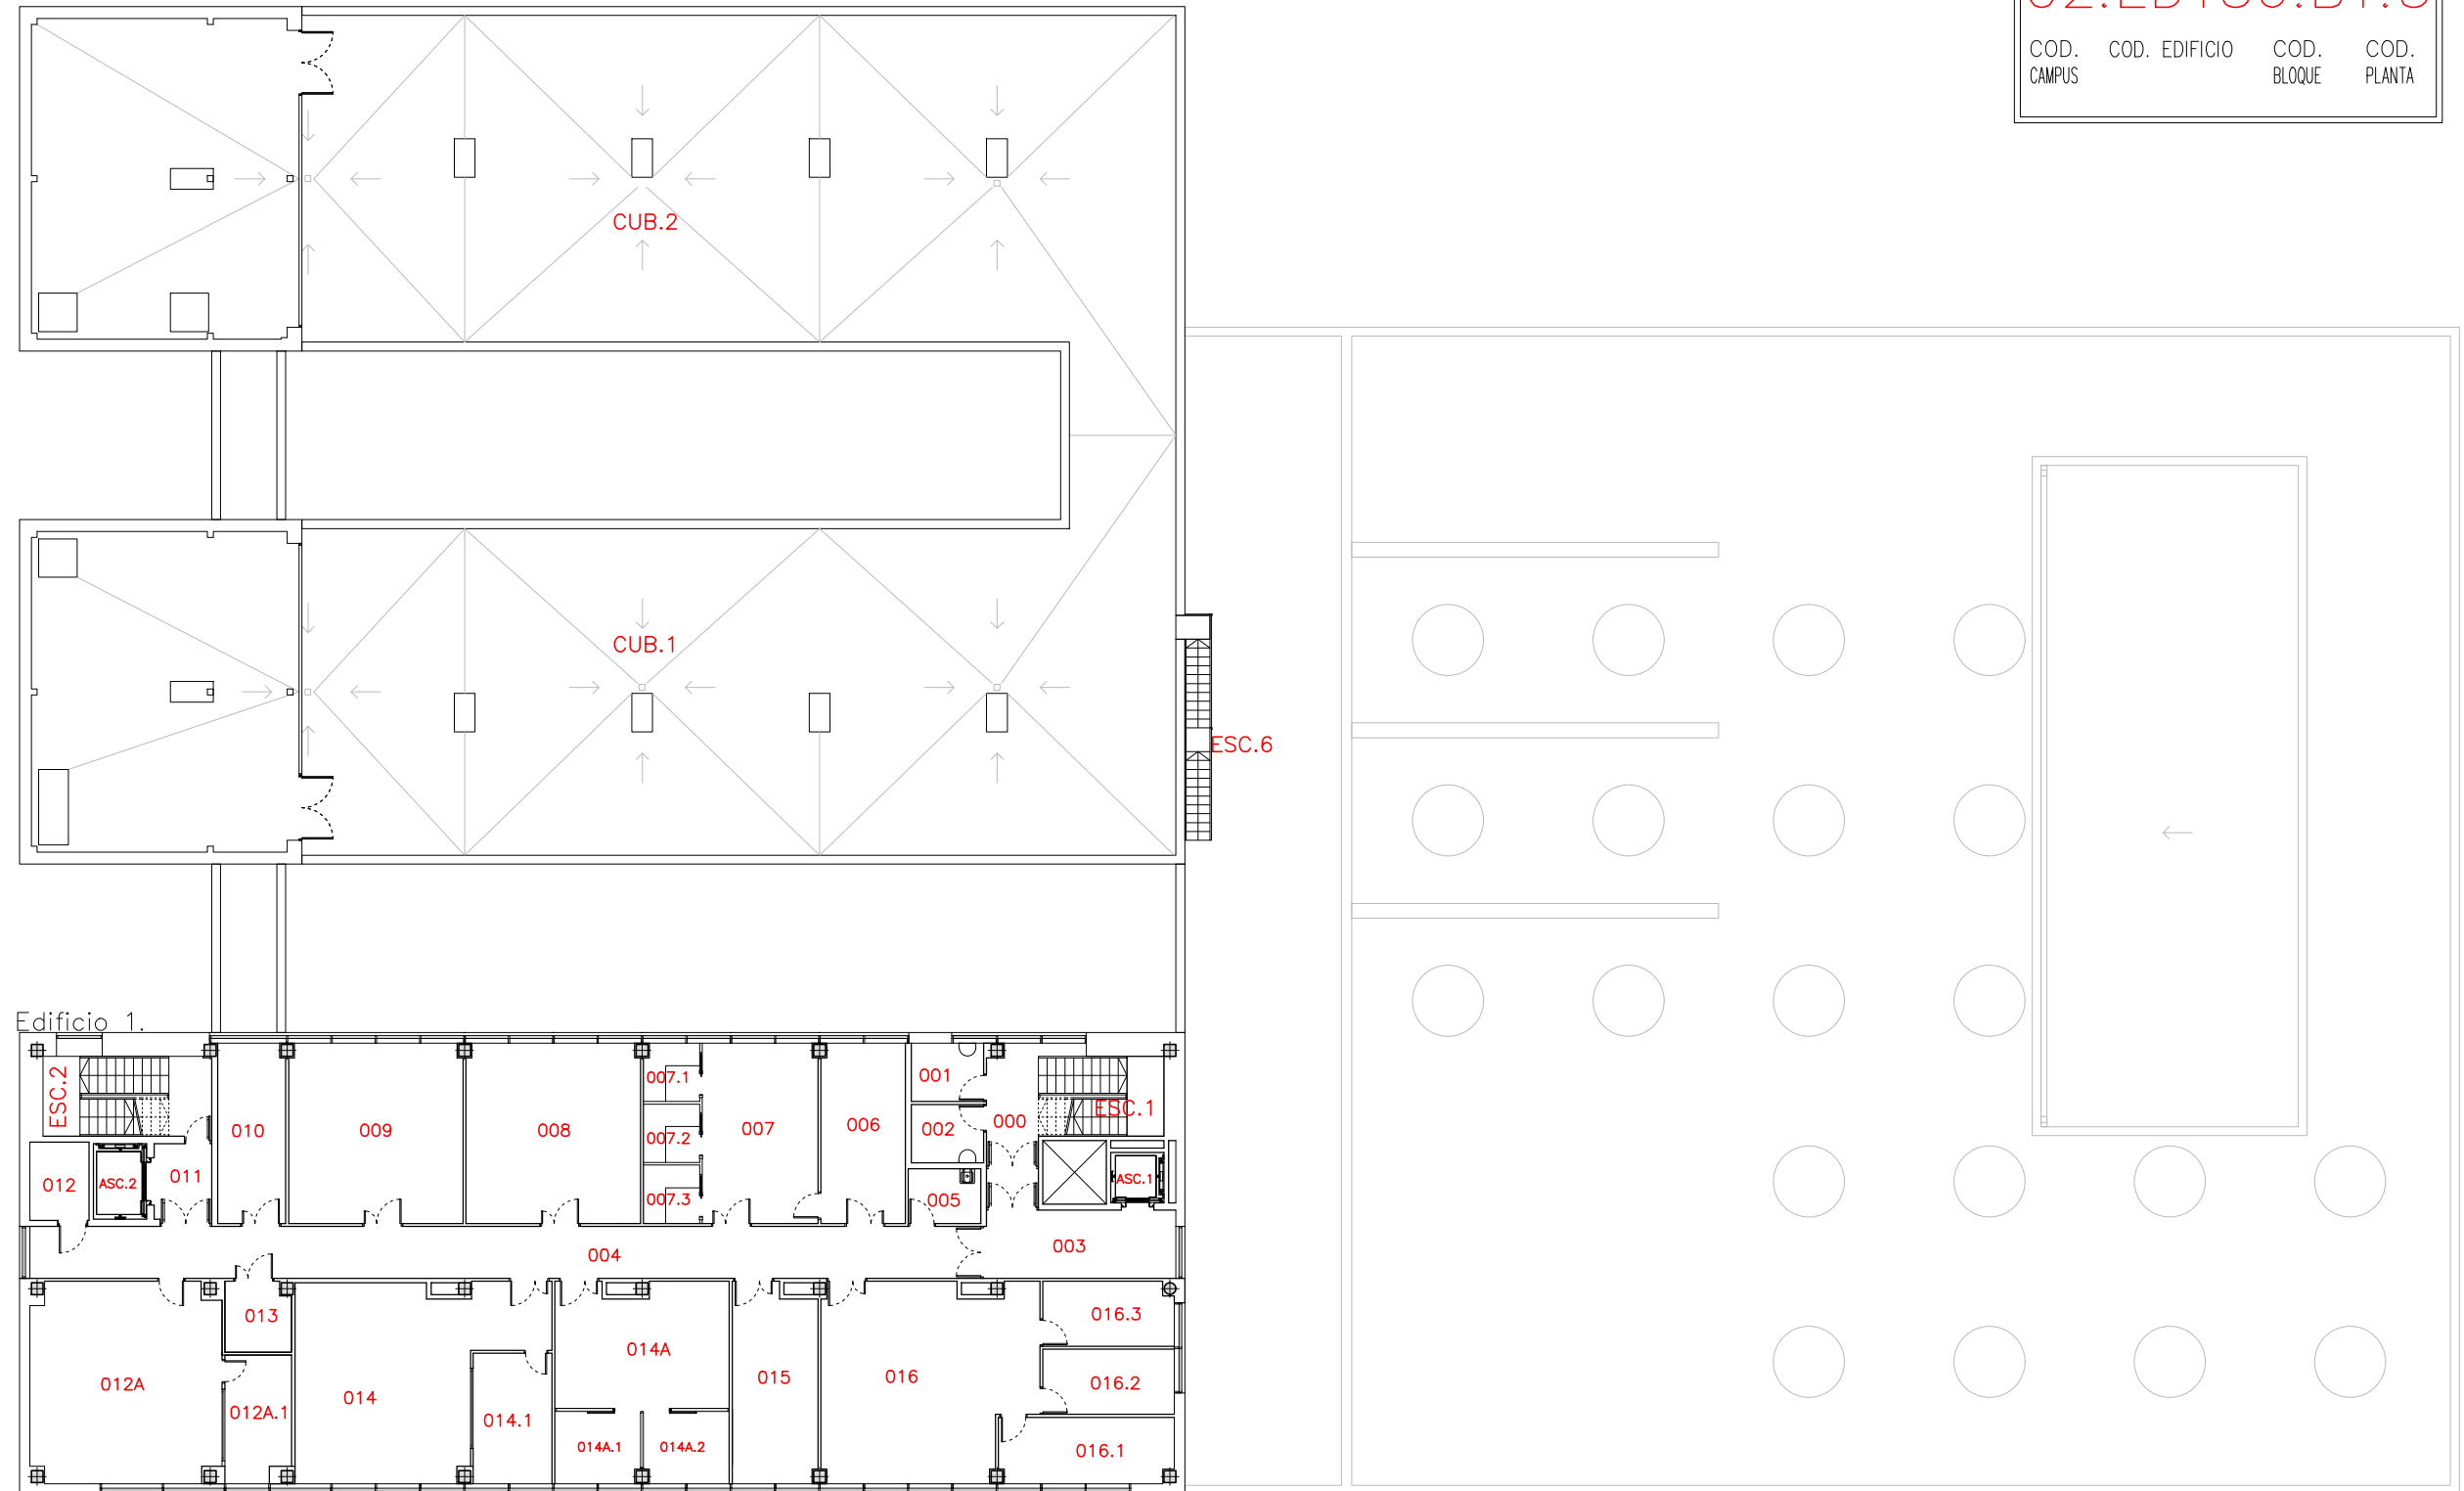 COD. COD. EDIFICIO COD. COD.
CAMPUS BLOQUE PLANTA
CUB.2
CUB.1
ESC.6
Edificio 1.
ESC.2
007.1
001
ESC.1
010
009
008
007.2
007
006
002
000
012
ASC.2
011
007.3
005
ASC.1
004
003
013
016.3
012A
014
014A
015
016
016.2
012A.1
014.1
014A.1
014A.2
016.1